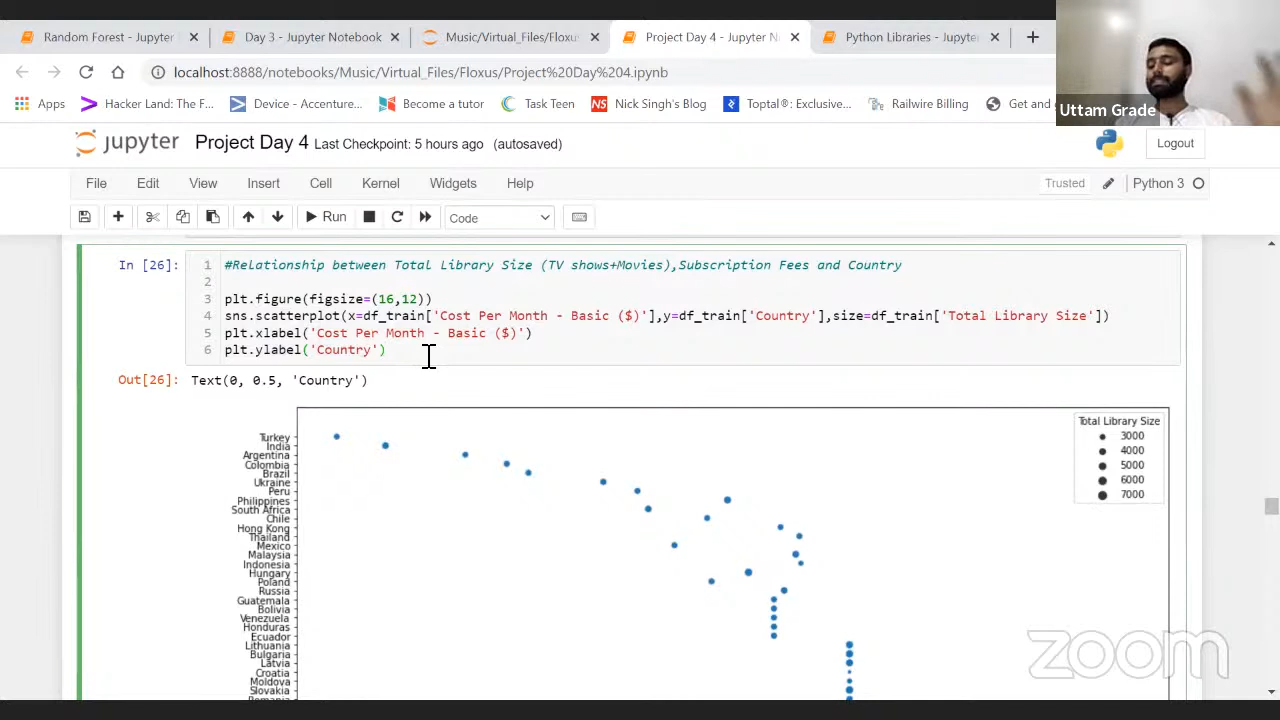 Random Forest - Jupyter
Day 3 - Jupyter Notebook
Music/Virtual_Files/Floxus
Project Day 4 - Jupyter N
Python Libraries - Jupyter
localhost:8888/notebooks/Music/Virtual_Files/Floxus/Project%20Day%204.ipynb
Apps
Hacker Land: The F...
Device - Accenture...
Become a tutor
Task Teen
NS Nick Singh's Blog
Toptal®: Exclusive...
Railwire Billing
Get and
Uttam Grade
jupyter Project Day 4 Last Checkpoint: 5 hours ago (autosaved)
Logout
File Edit View Insert Cell Kernel Widgets Help
Trusted
Python 3
Run
Code
In [26]:
1 #Relationship between Total Library Size (TV shows+Movies),Subscription Fees and Country
2
3 plt.figure(figsize=(16,12))
4 sns.scatterplot(x=df_train['Cost Per Month - Basic ($)'],y=df_train['Country'],size=df_train['Total Library Size'])
5 plt.xlabel('Cost Per Month - Basic ($)')
6 plt.ylabel('Country')
Out[26]: Text(0, 0.5, 'Country')
Total Library Size
3000
4000
5000
6000
7000
Turkey
India
Argentina
Colombia
Brazil
Ukraine
Peru
Philippines
South Africa
Chile
Hong Kong
Thailand
Mexico
Malaysia
Indonesia
Hungary
Poland
Russia
Guatemala
Bolivia
Venezuela
Honduras
Ecuador
Lithuania
Bulgaria
Latvia
Croatia
Moldova
Slovakia
zoom